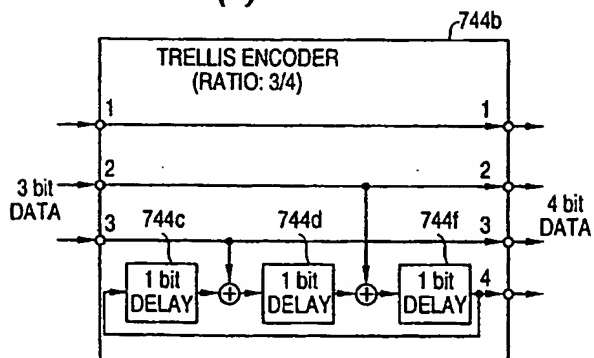 744b
TRELLIS ENCODER
(RATIO: 3/4)
1 1
2 2
3 bit
DATA
3 744c 744d 744f 3
4 bit
DATA
1 bit
DELAY
1 bit
DELAY
1 bit
DELAY
4